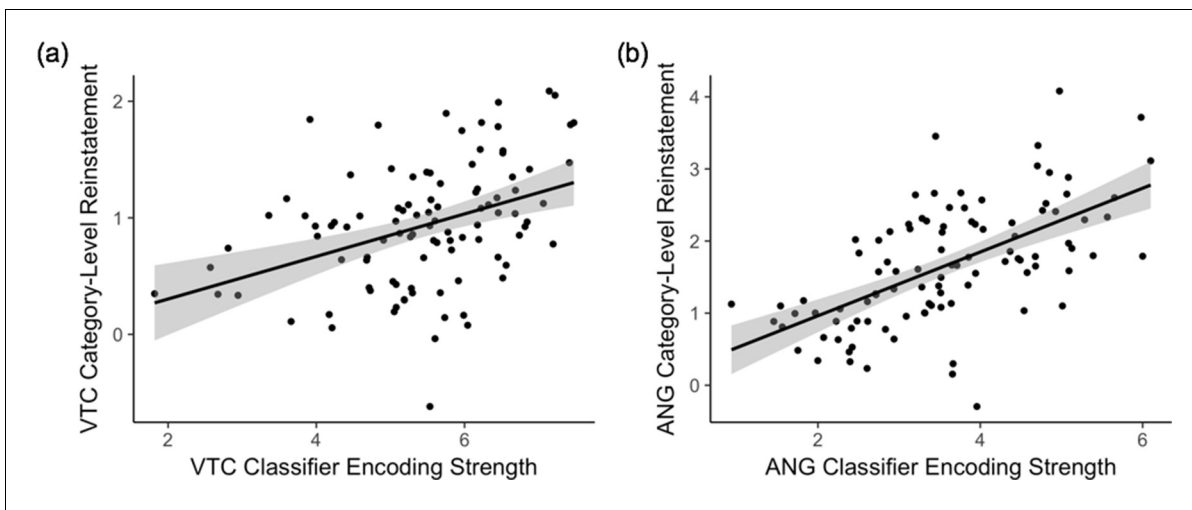 (a)
VTC Category-Level Reinstatement
2
1
0
2
4
6
VTC Classifier Encoding Strength
(b)
ANG Category-Level Reinstatement
4
3
2
1
0
2
4
6
ANG Classifier Encoding Strength